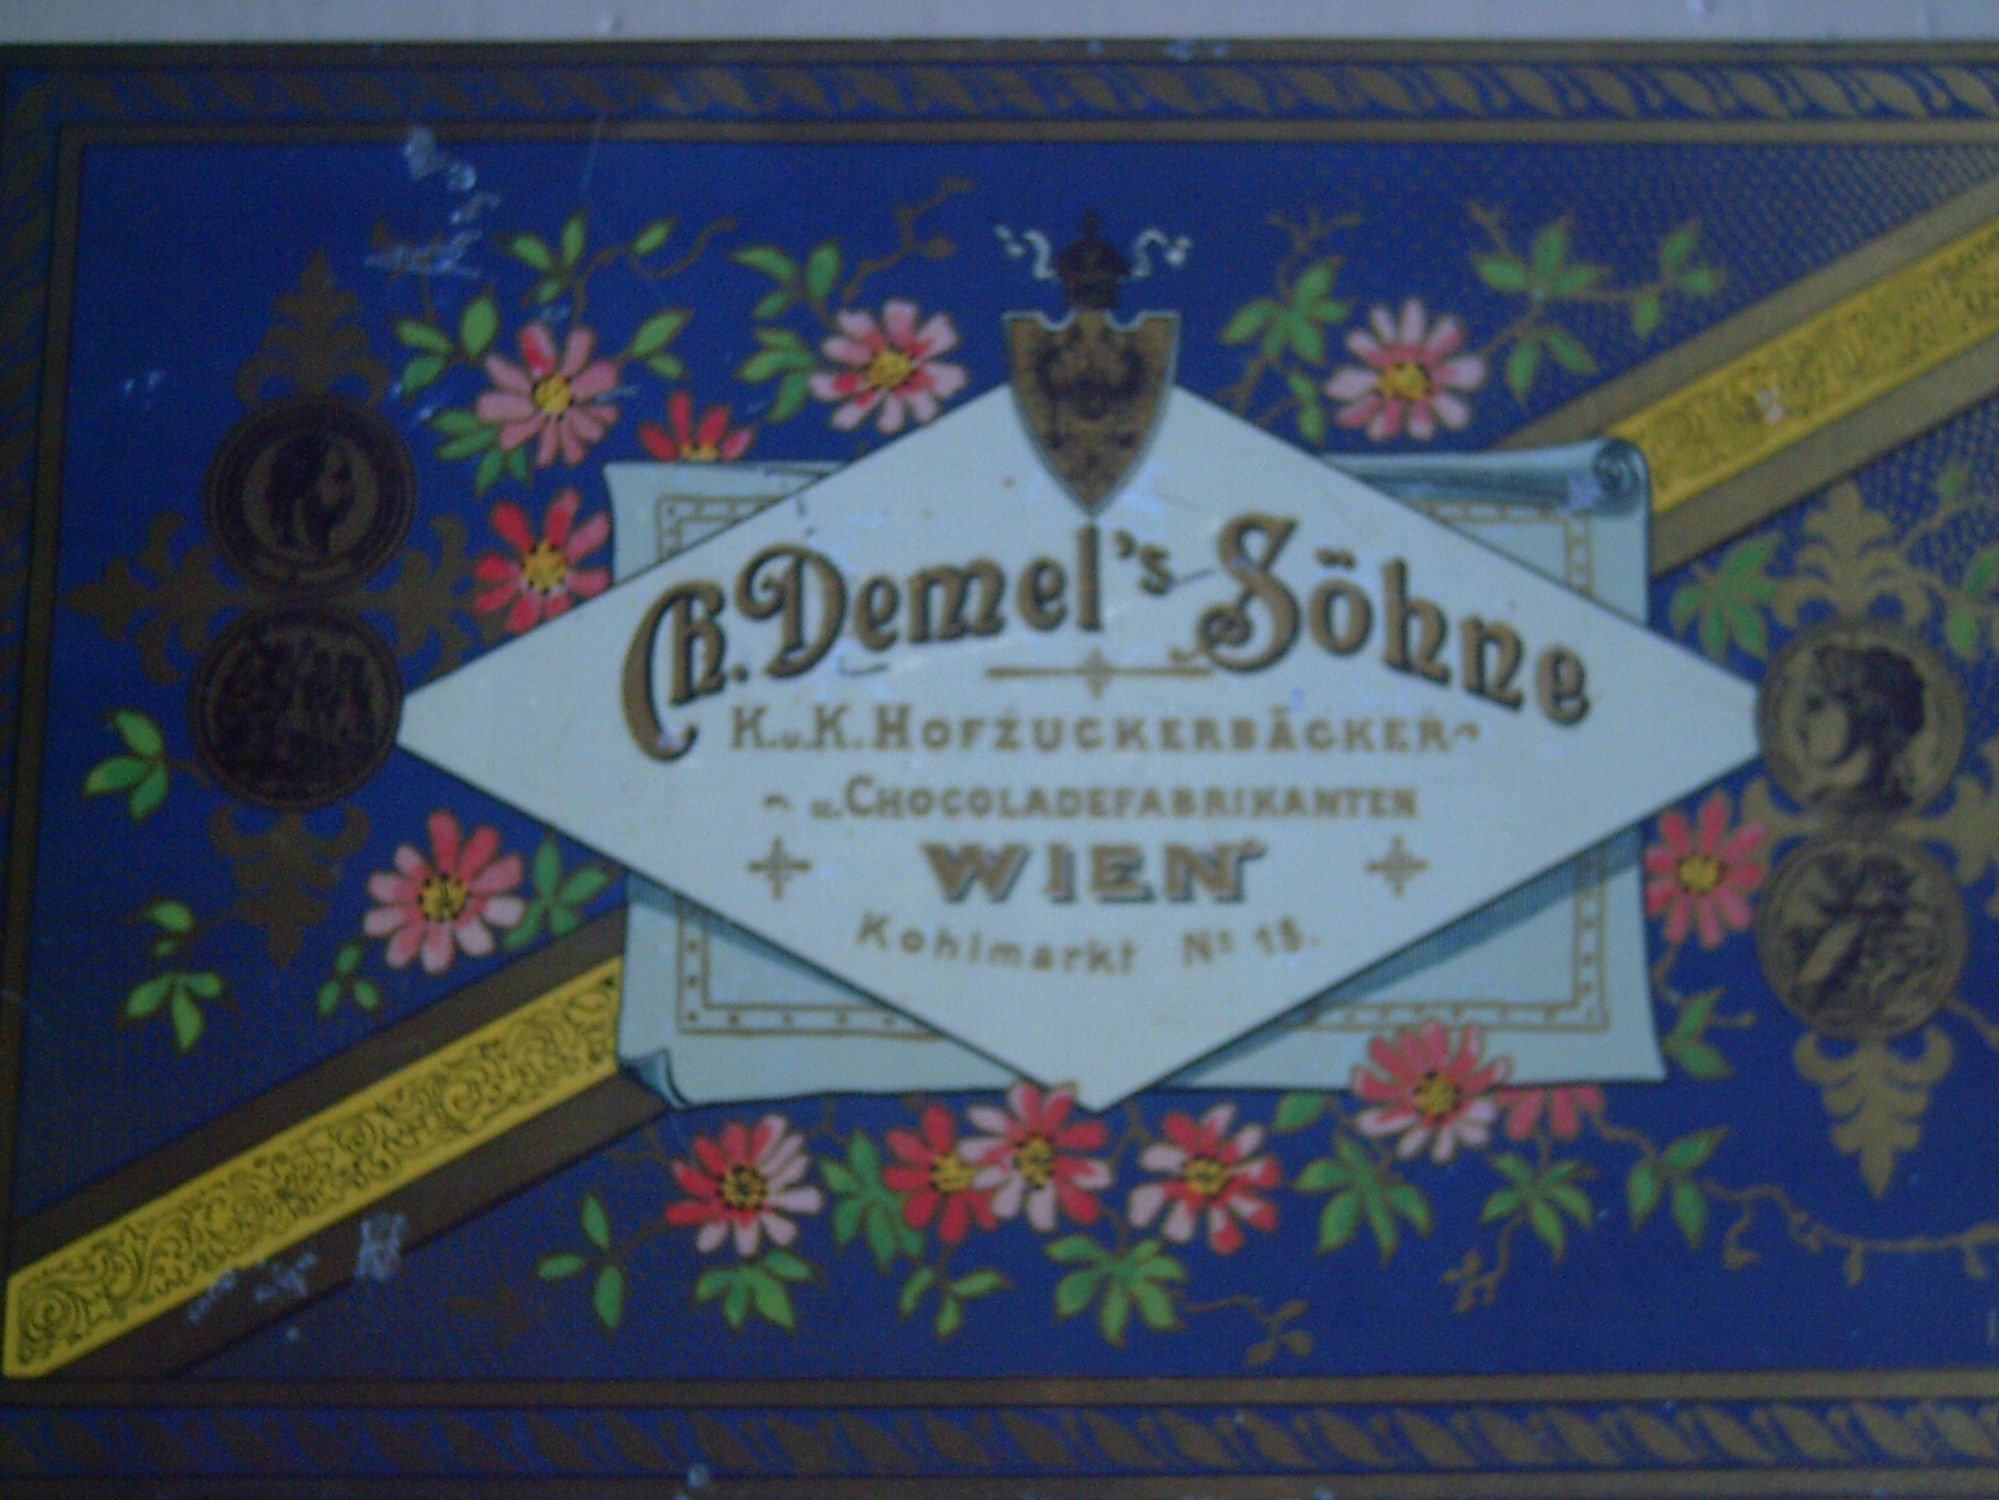 Ch. Demel's Söhne
K. u. K. HOFZUCKERBÄCKER
u. CHOCOLADEFABRIKANTEN
WIEN
Kohlmarkt Nº 18.